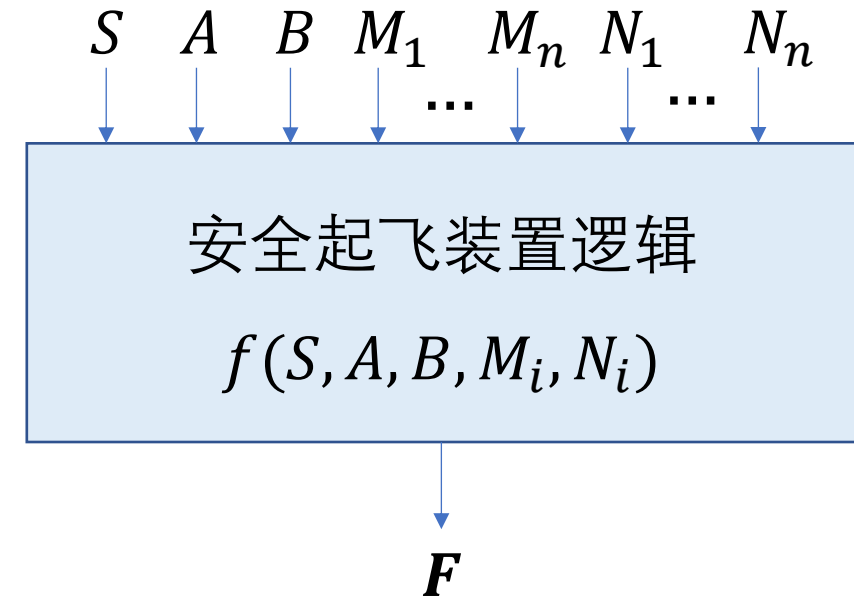 S A B M₁ ... Mₙ N₁ ... Nₙ
安全起飞装置逻辑
f(S, A, B, Mᵢ, Nᵢ)
F